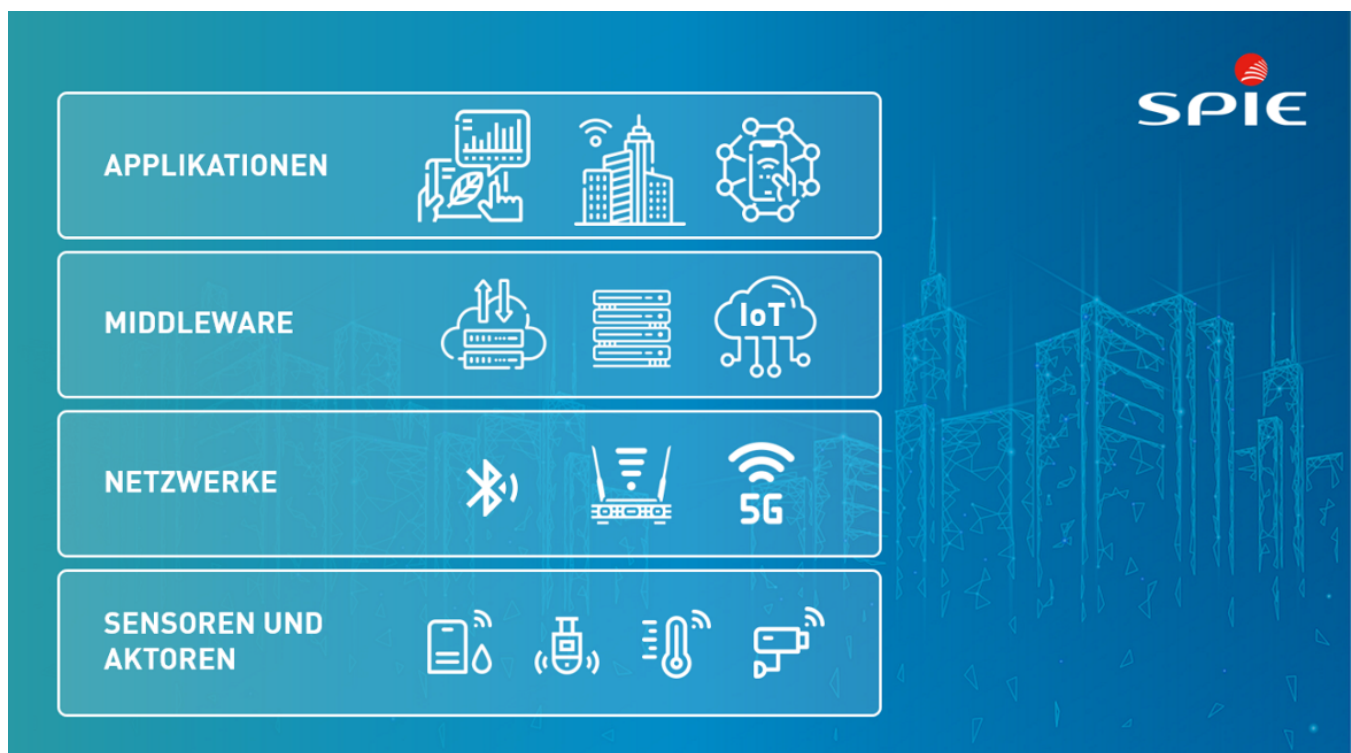 SPIE
APPLIKATIONEN
MIDDLEWARE
IoT
NETZWERKE
5G
SENSOREN UND
AKTOREN